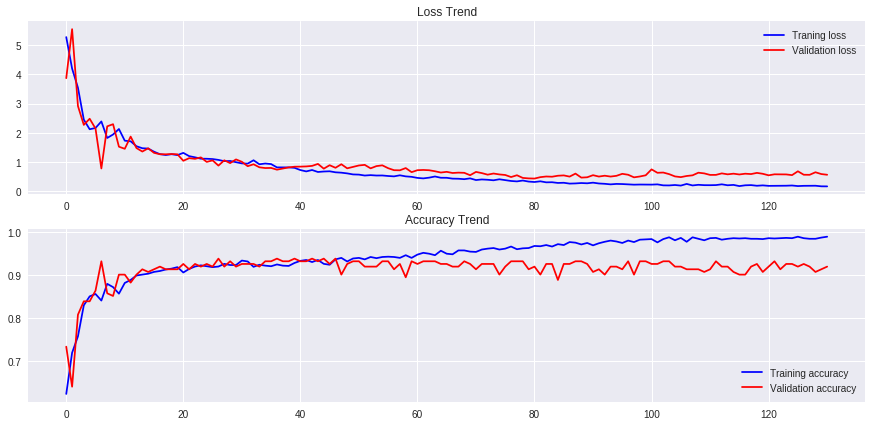 Loss Trend
5
4
3
2
1
0
Traning loss
Validation loss
0 20 40 60 80 100 120
Accuracy Trend
1.0
0.9
0.8
0.7
Training accuracy
Validation accuracy
0 20 40 60 80 100 120